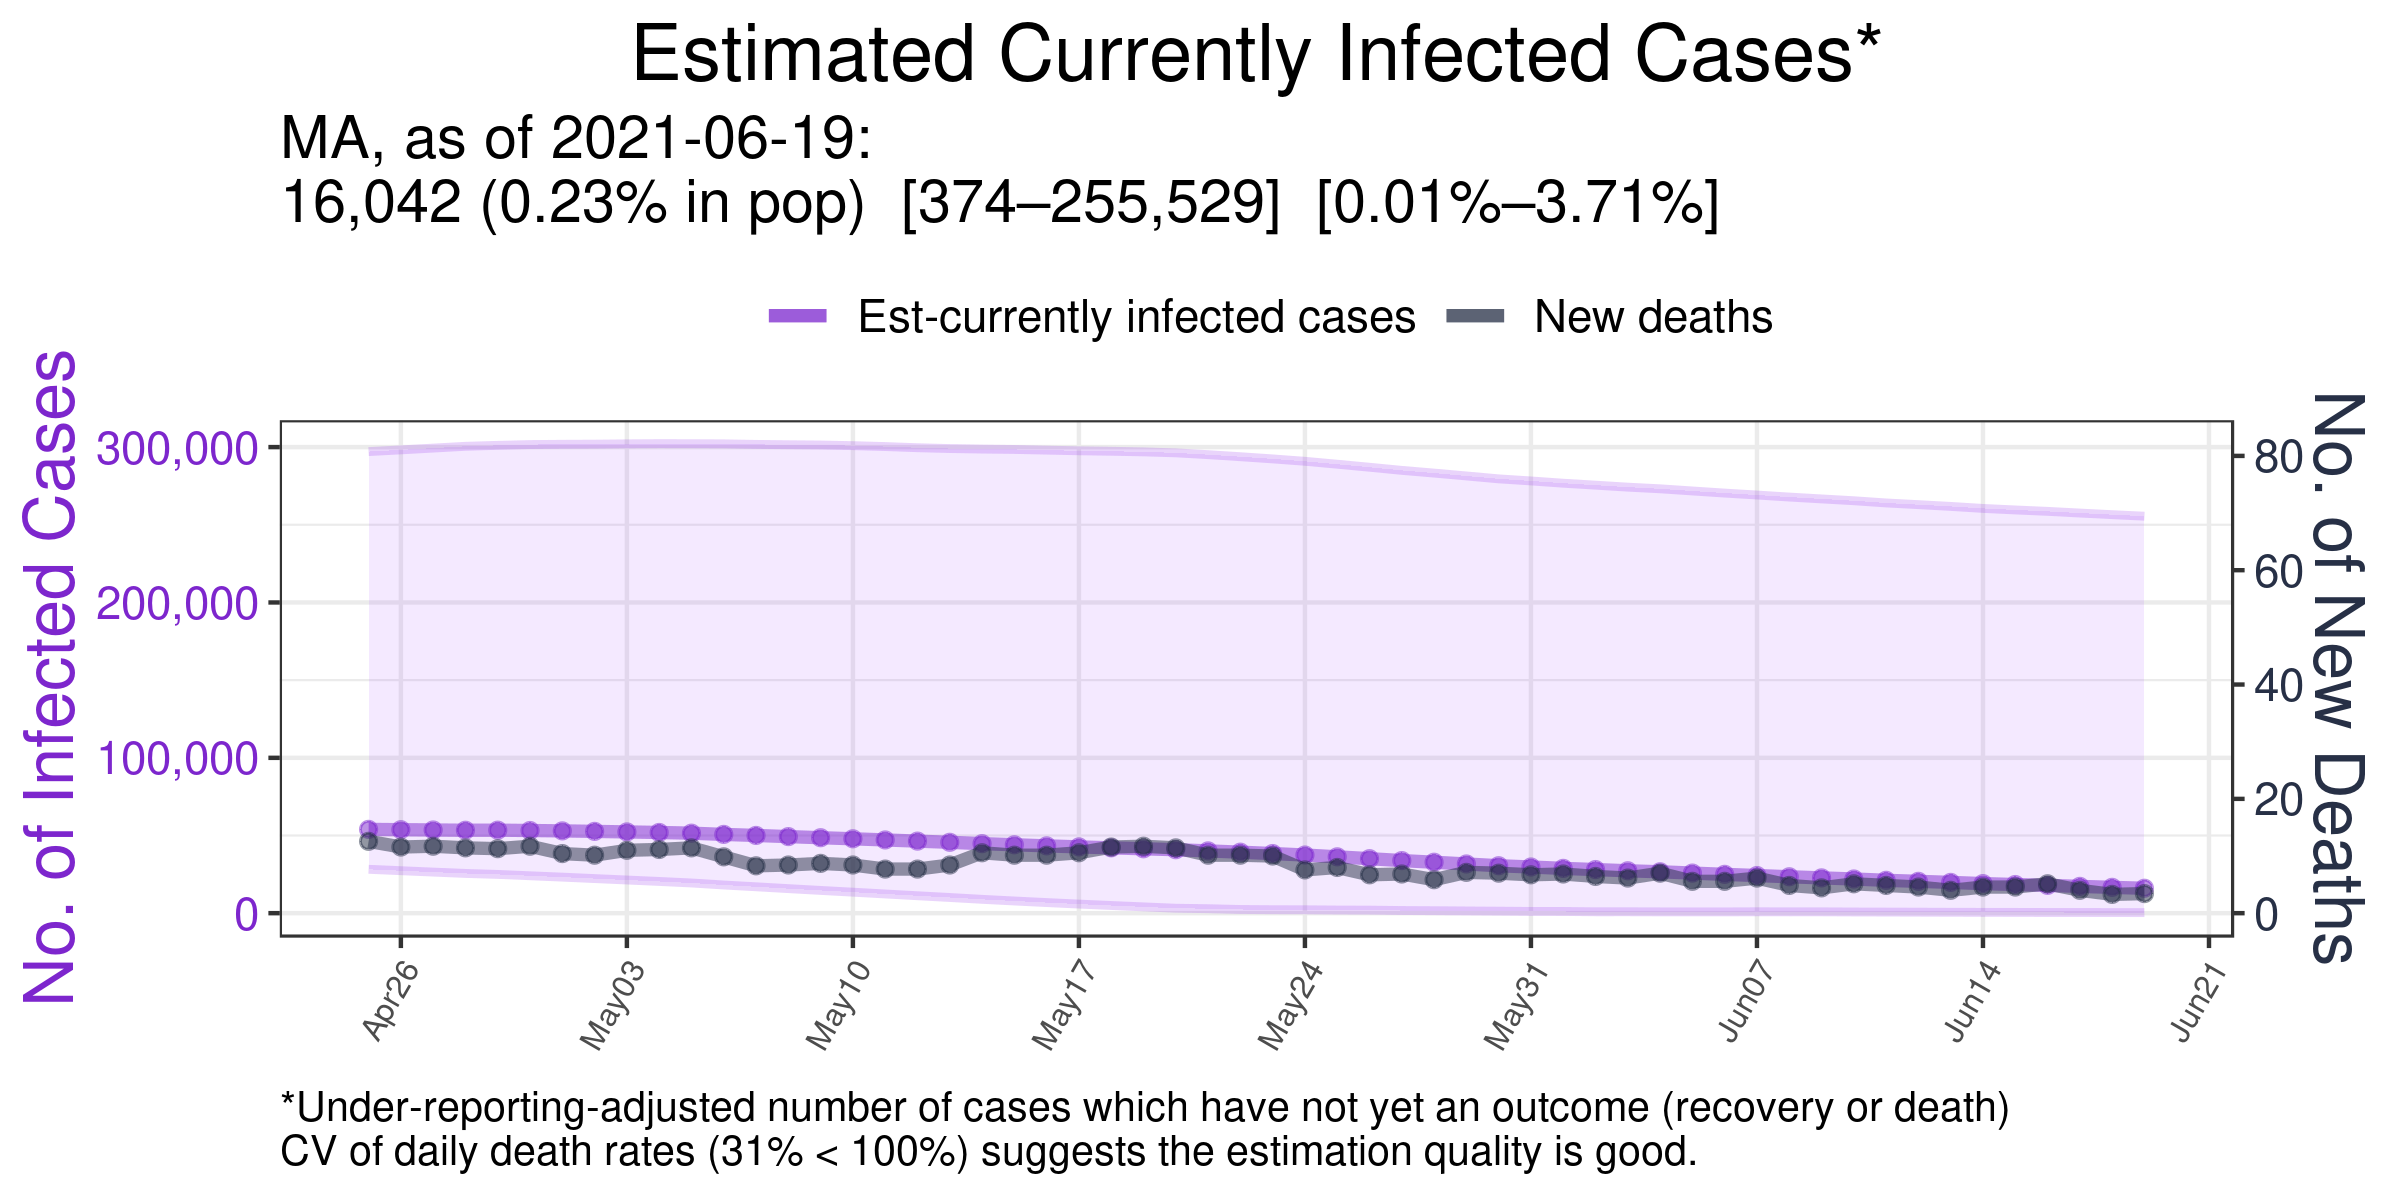 Estimated Currently Infected Cases*
MA, as of 2021-06-19:
16,042 (0.23% in pop)  [374–255,529]  [0.01%–3.71%]
Est-currently infected cases
New deaths
No. of Infected Cases
300,000
200,000
100,000
0
80
60
40
20
0
No. of New Deaths
Apr26
May03
May10
May17
May24
May31
Jun07
Jun14
Jun21
*Under-reporting-adjusted number of cases which have not yet an outcome (recovery or death)
CV of daily death rates (31% < 100%) suggests the estimation quality is good.